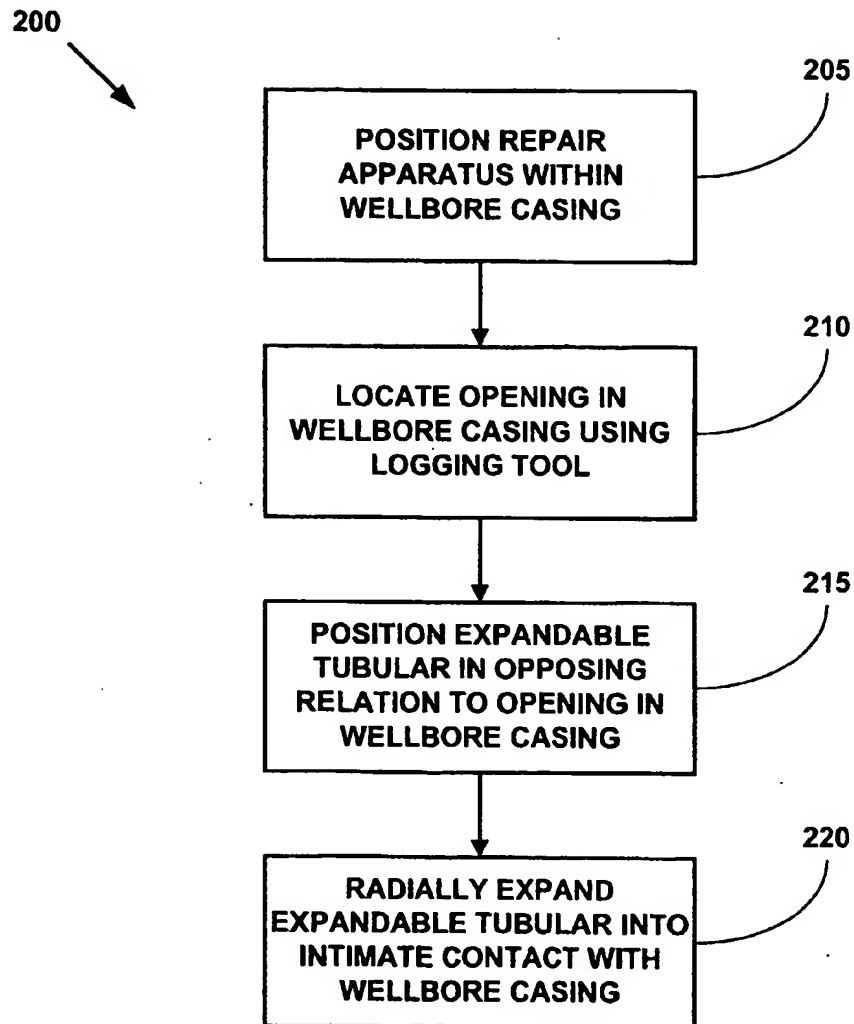 200
205
POSITION REPAIR
APPARATUS WITHIN
WELLBORE CASING
210
LOCATE OPENING IN
WELLBORE CASING USING
LOGGING TOOL
215
POSITION EXPANDABLE
TUBULAR IN OPPOSING
RELATION TO OPENING IN
WELLBORE CASING
220
RADIALLY EXPAND
EXPANDABLE TUBULAR INTO
INTIMATE CONTACT WITH
WELLBORE CASING